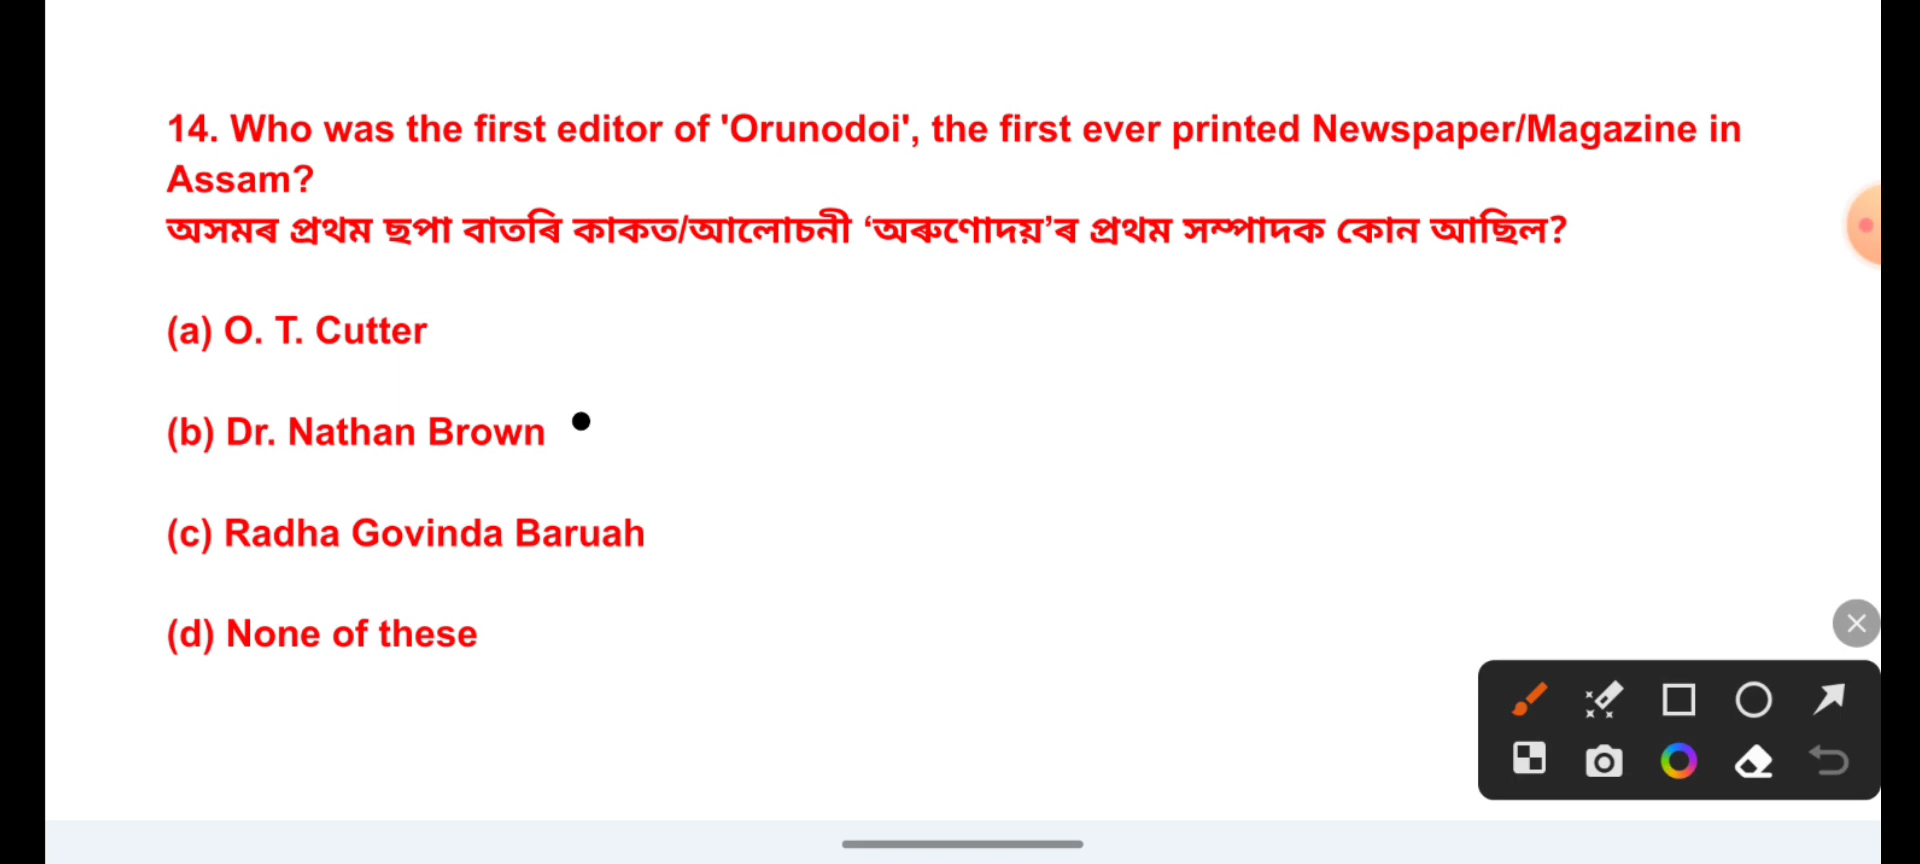 14. Who was the first editor of 'Orunodoi', the first ever printed Newspaper/Magazine in
Assam?
অসমৰ প্ৰথম ছপা বাতৰি কাকত/আলোচনী ‘অৰুণোদয়’ৰ প্ৰথম সম্পাদক কোন আছিল?
(a) O. T. Cutter
(b) Dr. Nathan Brown
(c) Radha Govinda Baruah
(d) None of these